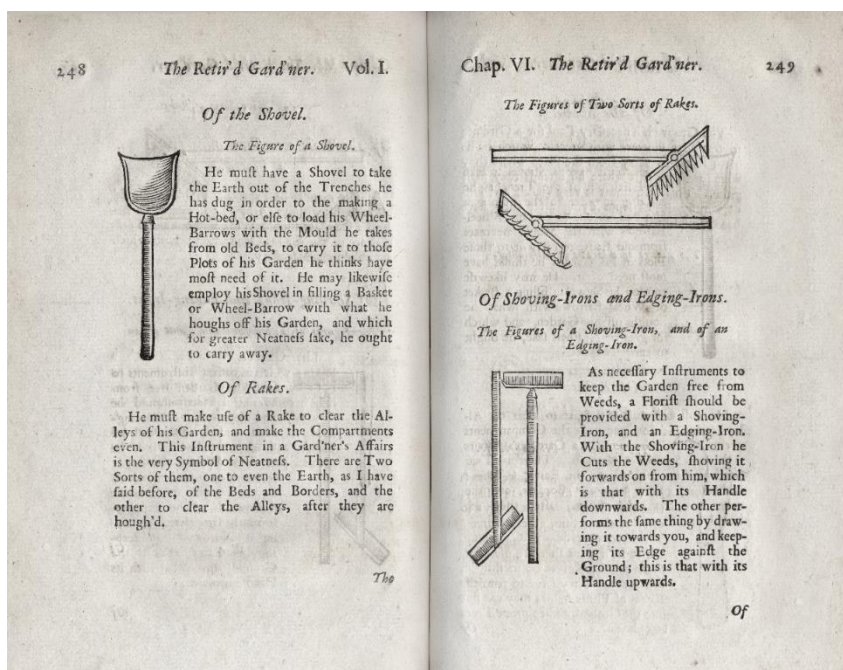 248 The Retir'd Gard'ner. Vol. I.
Of the Shovel.
The Figure of a Shovel.
He muſt have a Shovel to take
the Earth out of the Trenches he
has dug in order to the making a
Hot-bed, or elſe to load his Wheel-
Barrows with the Mould he takes
from old Beds, to carry it to thoſe
Plots of his Garden he thinks have
moſt need of it. He may likewiſe
employ his Shovel in filling a Basket
or Wheel-Barrow with what he
houghs off his Garden, and which
for greater Neatneſs ſake, he ought
to carry away.
Of Rakes.
He muſt make uſe of a Rake to clear the Al-
leys of his Garden, and make the Compartments
even. This Inſtrument in a Gard'ner's Affairs
is the very Symbol of Neatneſs. There are Two
Sorts of them, one to even the Earth, as I have
ſaid before, of the Beds and Borders, and the
other to clear the Alleys, after they are
hough'd.
The
Chap. VI. The Retir'd Gard'ner. 249
The Figures of Two Sorts of Rakes.
Of Shoving-Irons and Edging-Irons.
The Figures of a Shoving-Iron, and of an
Edging-Iron.
As neceſſary Inſtruments to
keep the Garden free from
Weeds, a Floriſt ſhould be
provided with a Shoving-
Iron, and an Edging-Iron.
With the Shoving-Iron he
Cuts the Weeds, ſhoving it
forwards on from him, which
is that with its Handle
downwards. The other per-
forms the ſame thing by draw-
ing it towards you, and keep-
ing its Edge againſt the
Ground; this is that with its
Handle upwards.
Of